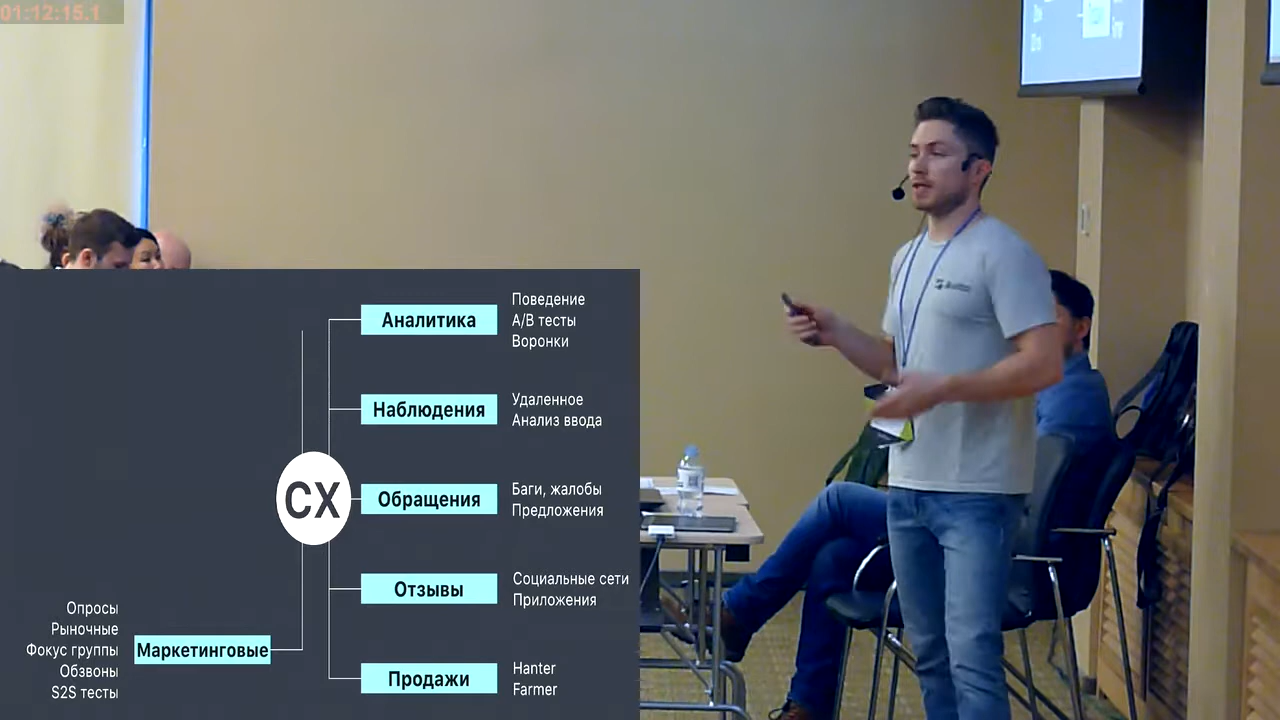 01:12:15.1
Аналитика
Поведение
А/В тесты
Воронки
Наблюдения
Удаленное
Анализ ввода
СХ
Обращения
Баги, жалобы
Предложения
Отзывы
Социальные сети
Приложения
Опросы
Рыночные
Фокус группы
Обзвоны
S2S тесты
Маркетинговые
Продажи
Hanter
Farmer